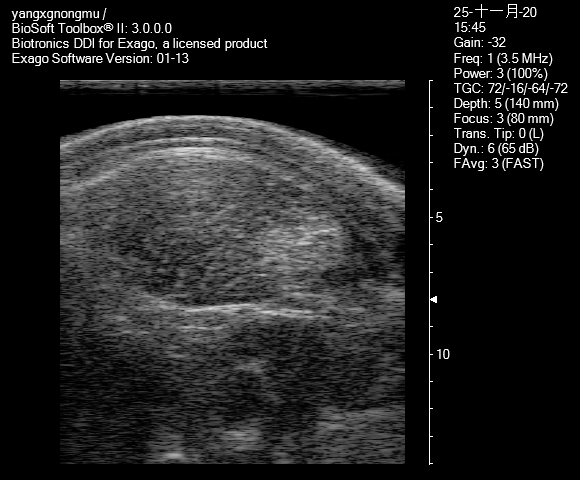 yangxgnongmu /
BioSoft Toolbox® II: 3.0.0.0
Biotronics DDI for Exago, a licensed product
Exago Software Version: 01-13
25-十一月-20
15:45
Gain: -32
Freq: 1 (3.5 MHz)
Power: 3 (100%)
TGC: 72/-16/-64/-72
Depth: 5 (140 mm)
Focus: 3 (80 mm)
Trans. Tip: 0 (L)
Dyn.: 6 (65 dB)
FAvg: 3 (FAST)
5
10